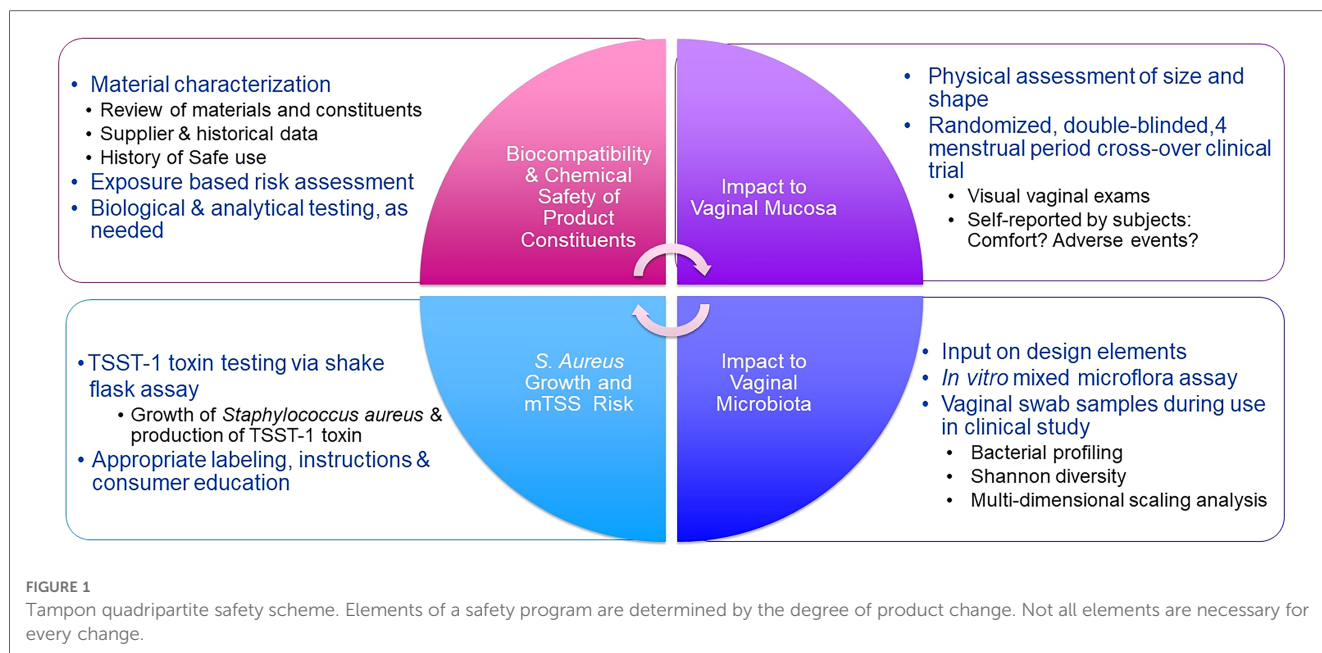 • Material characterization
• Review of materials and constituents
• Supplier & historical data
• History of Safe use
• Exposure based risk assessment
• Biological & analytical testing, as
needed
Biocompatibility
& Chemical
Safety of
Product
Constituents
Impact to
Vaginal Mucosa
• Physical assessment of size and
shape
• Randomized, double-blinded,4
menstrual period cross-over clinical
trial
• Visual vaginal exams
• Self-reported by subjects:
Comfort? Adverse events?
• TSST-1 toxin testing via shake
flask assay
• Growth of Staphylococcus aureus &
production of TSST-1 toxin
• Appropriate labeling, instructions &
consumer education
S. Aureus
Growth and
mTSS Risk
Impact to
Vaginal
Microbiota
• Input on design elements
• In vitro mixed microflora assay
• Vaginal swab samples during use
in clinical study
• Bacterial profiling
• Shannon diversity
• Multi-dimensional scaling analysis
FIGURE 1
Tampon quadripartite safety scheme. Elements of a safety program are determined by the degree of product change. Not all elements are necessary for
every change.